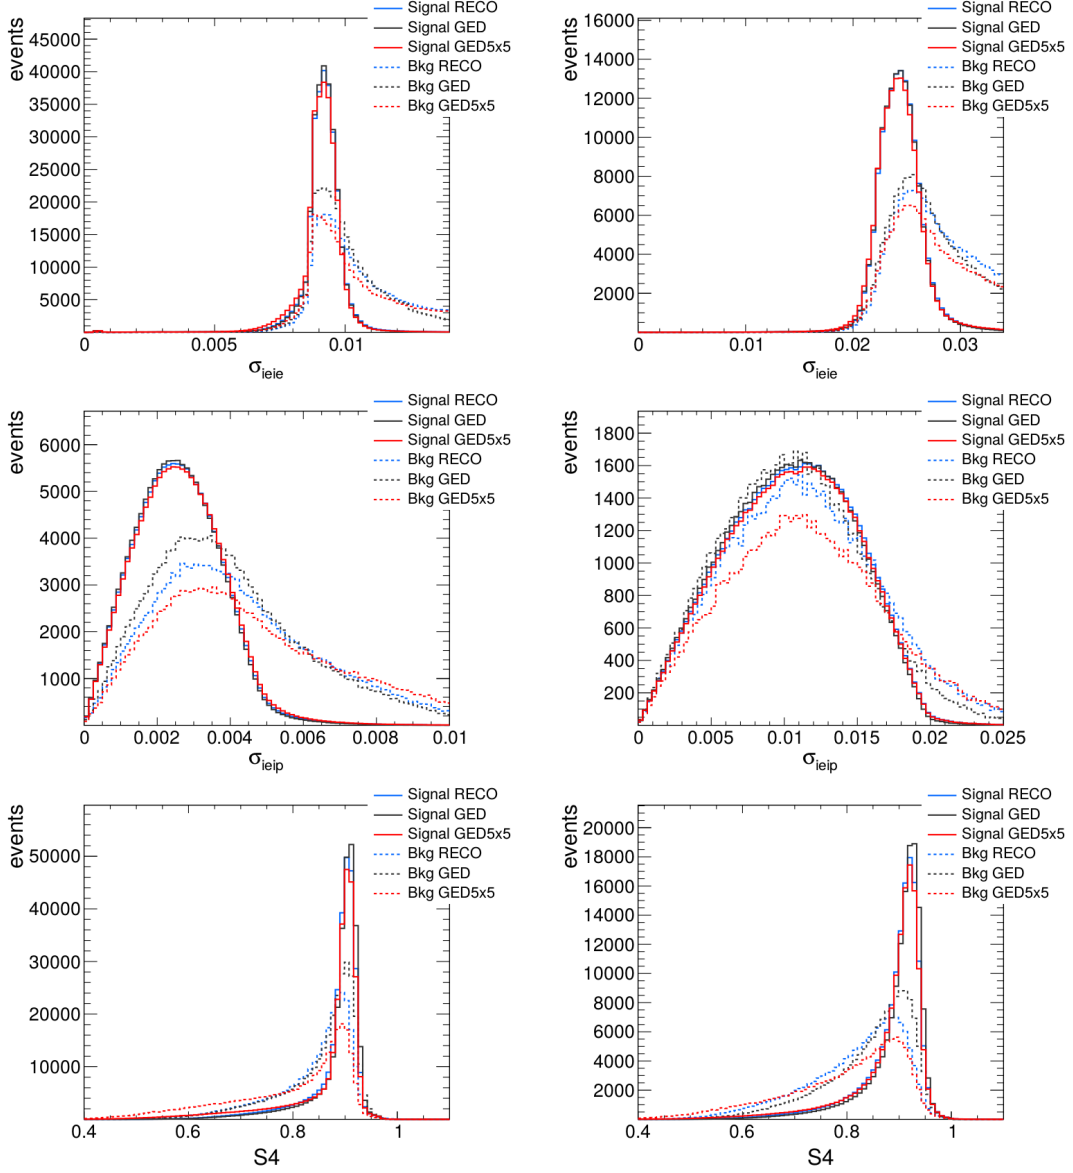 Signal RECO
Signal GED
Signal GED5x5
Bkg RECO
Bkg GED
Bkg GED5x5
events
45000
40000
35000
30000
25000
20000
15000
10000
5000
0 0.005 0.01
σieie
Signal RECO
Signal GED
Signal GED5x5
Bkg RECO
Bkg GED
Bkg GED5x5
events
16000
14000
12000
10000
8000
6000
4000
2000
0 0.01 0.02 0.03
σieie
Signal RECO
Signal GED
Signal GED5x5
Bkg RECO
Bkg GED
Bkg GED5x5
events
6000
5000
4000
3000
2000
1000
0 0.002 0.004 0.006 0.008 0.01
σieip
Signal RECO
Signal GED
Signal GED5x5
Bkg RECO
Bkg GED
Bkg GED5x5
events
1800
1600
1400
1200
1000
800
600
400
200
0 0.005 0.01 0.015 0.02 0.025
σieip
Signal RECO
Signal GED
Signal GED5x5
Bkg RECO
Bkg GED
Bkg GED5x5
events
50000
40000
30000
20000
10000
0.4 0.6 0.8 1
S4
Signal RECO
Signal GED
Signal GED5x5
Bkg RECO
Bkg GED
Bkg GED5x5
events
20000
18000
16000
14000
12000
10000
8000
6000
4000
2000
0.4 0.6 0.8 1
S4